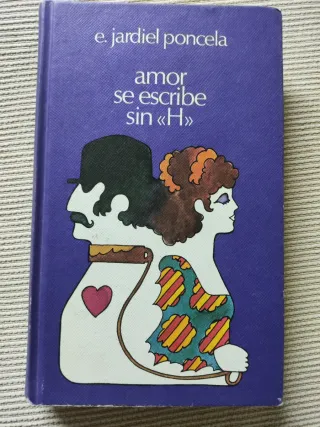 e. jardiel poncela
amor
se escribe
sin «H»